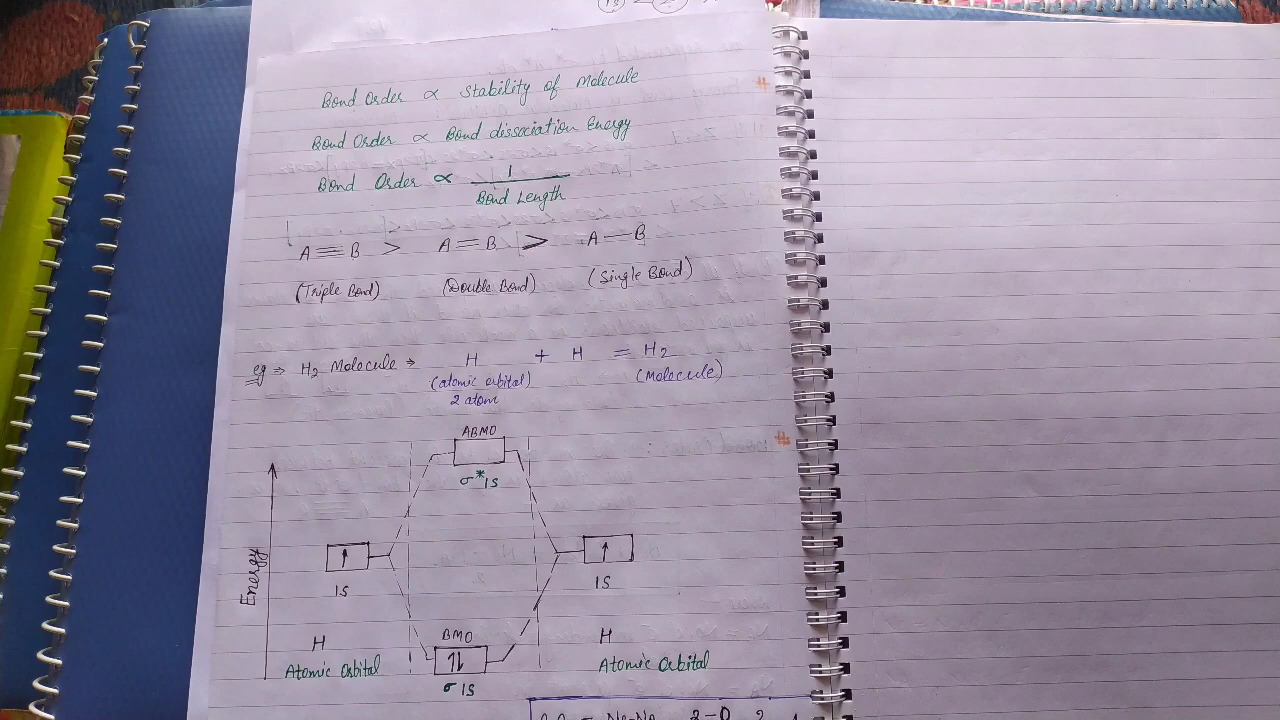 Bond Order ∝ Stability of Molecule
Bond Order ∝ Bond dissociation Energy
Bond Order ∝ 1
Bond Length
A≡B > A=B > A—B
(Triple Bond) (Double Bond) (Single Bond)
eg ⇒ H2 Molecule ⇒ H + H = H2
(atomic orbital) (Molecule)
2 atom
ABMO
σ*1s
Energy
↑ ↑
1s 1s
H BMO H
Atomic Orbital ↑↓ Atomic Orbital
σ1s